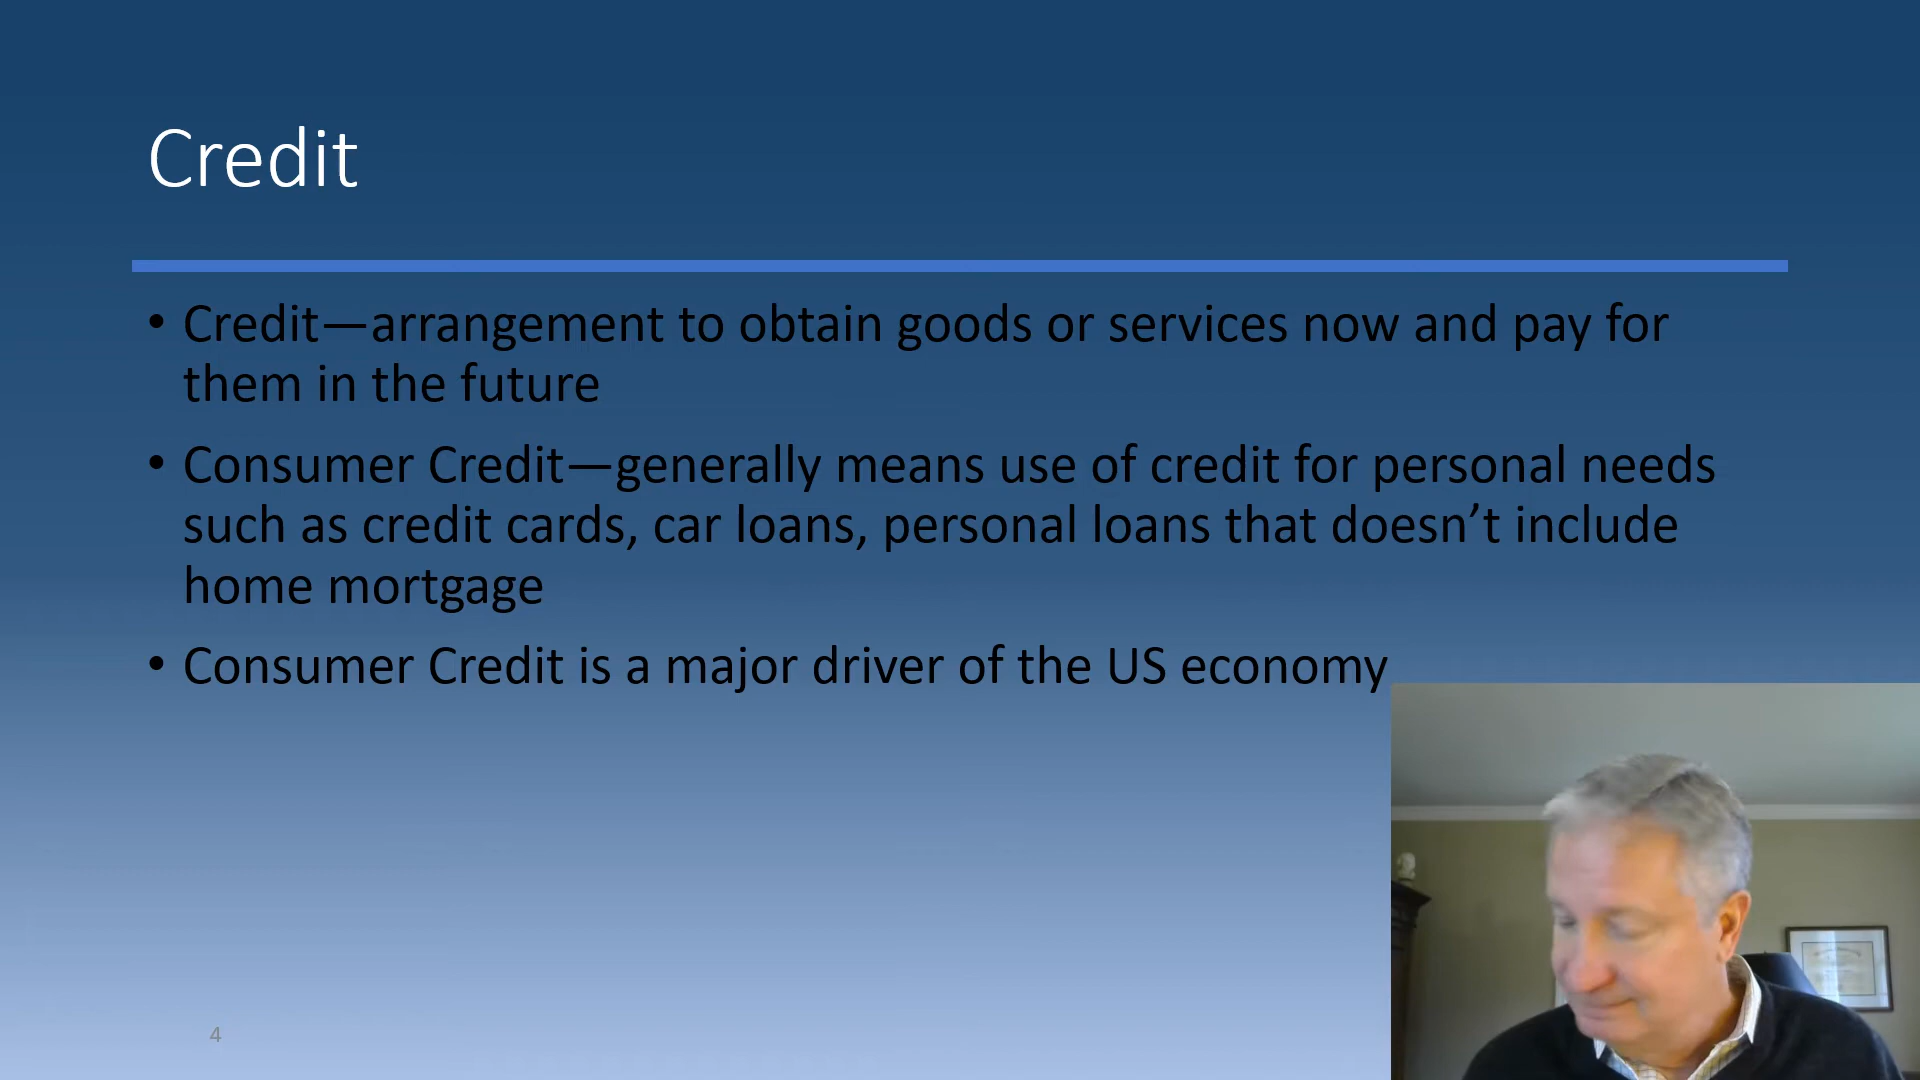 Credit
• Credit—arrangement to obtain goods or services now and pay for
them in the future
• Consumer Credit—generally means use of credit for personal needs
such as credit cards, car loans, personal loans that doesn’t include
home mortgage
• Consumer Credit is a major driver of the US economy
4